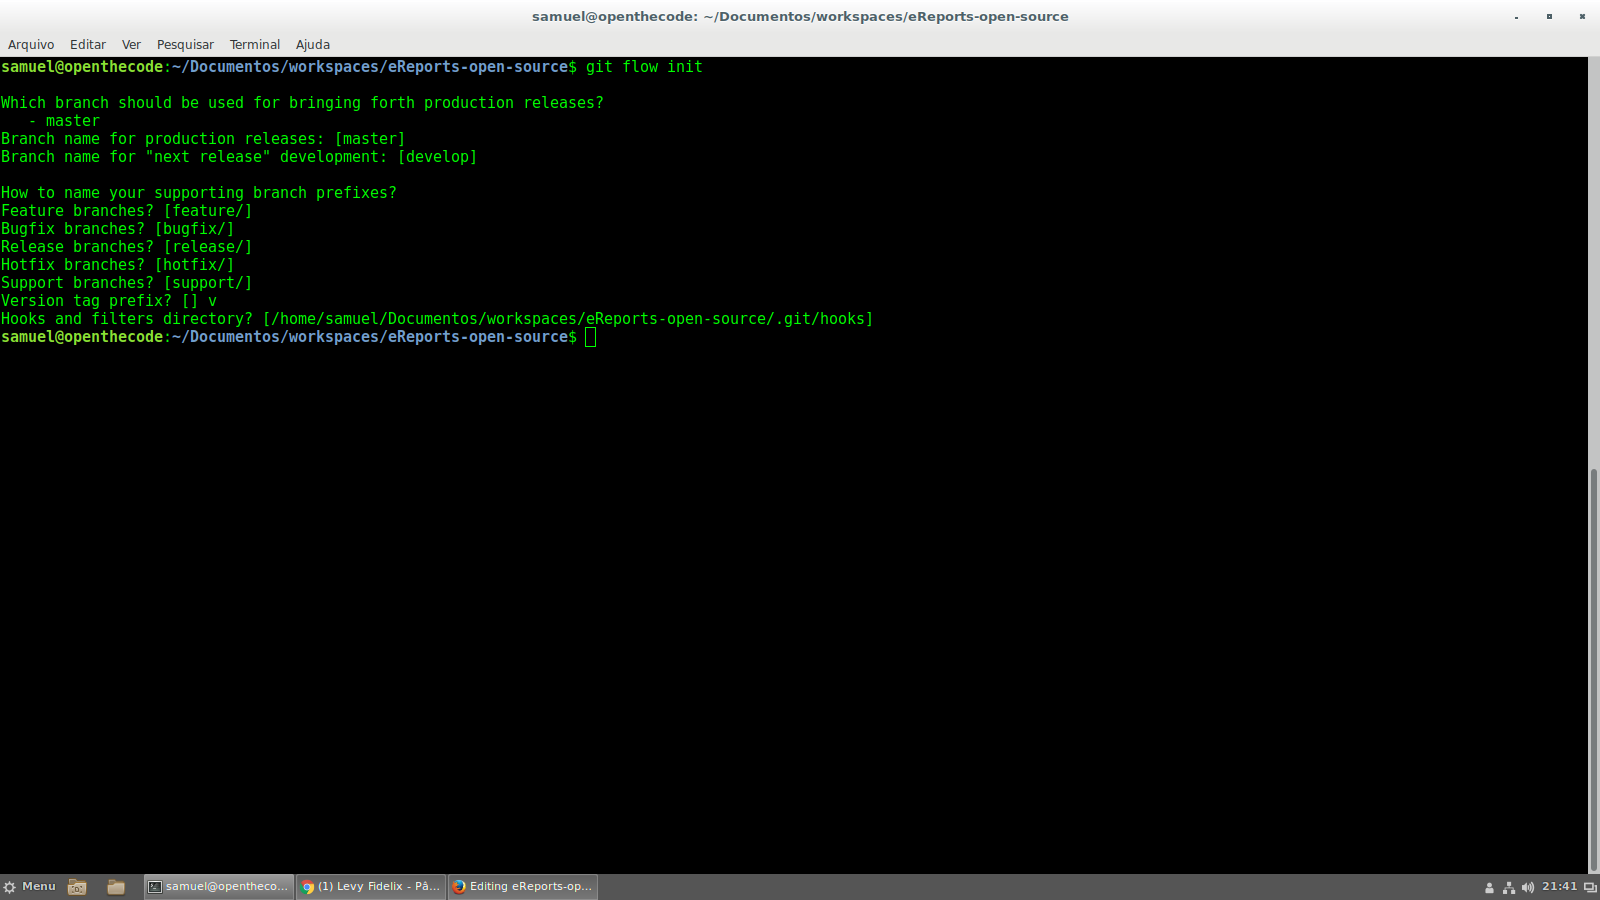 samuel@openthecode: ~/Documentos/workspaces/eReports-open-source
Arquivo Editar Ver Pesquisar Terminal Ajuda
samuel@openthecode:~/Documentos/workspaces/eReports-open-source$ git flow init
Which branch should be used for bringing forth production releases?
- master
Branch name for production releases: [master]
Branch name for "next release" development: [develop]
How to name your supporting branch prefixes?
Feature branches? [feature/]
Bugfix branches? [bugfix/]
Release branches? [release/]
Hotfix branches? [hotfix/]
Support branches? [support/]
Version tag prefix? [] v
Hooks and filters directory? [/home/samuel/Documentos/workspaces/eReports-open-source/.git/hooks]
samuel@openthecode:~/Documentos/workspaces/eReports-open-source$
Menu samuel@opentheco... (1) Levy Fidelix - Pà... Editing eReports-op... 21:41